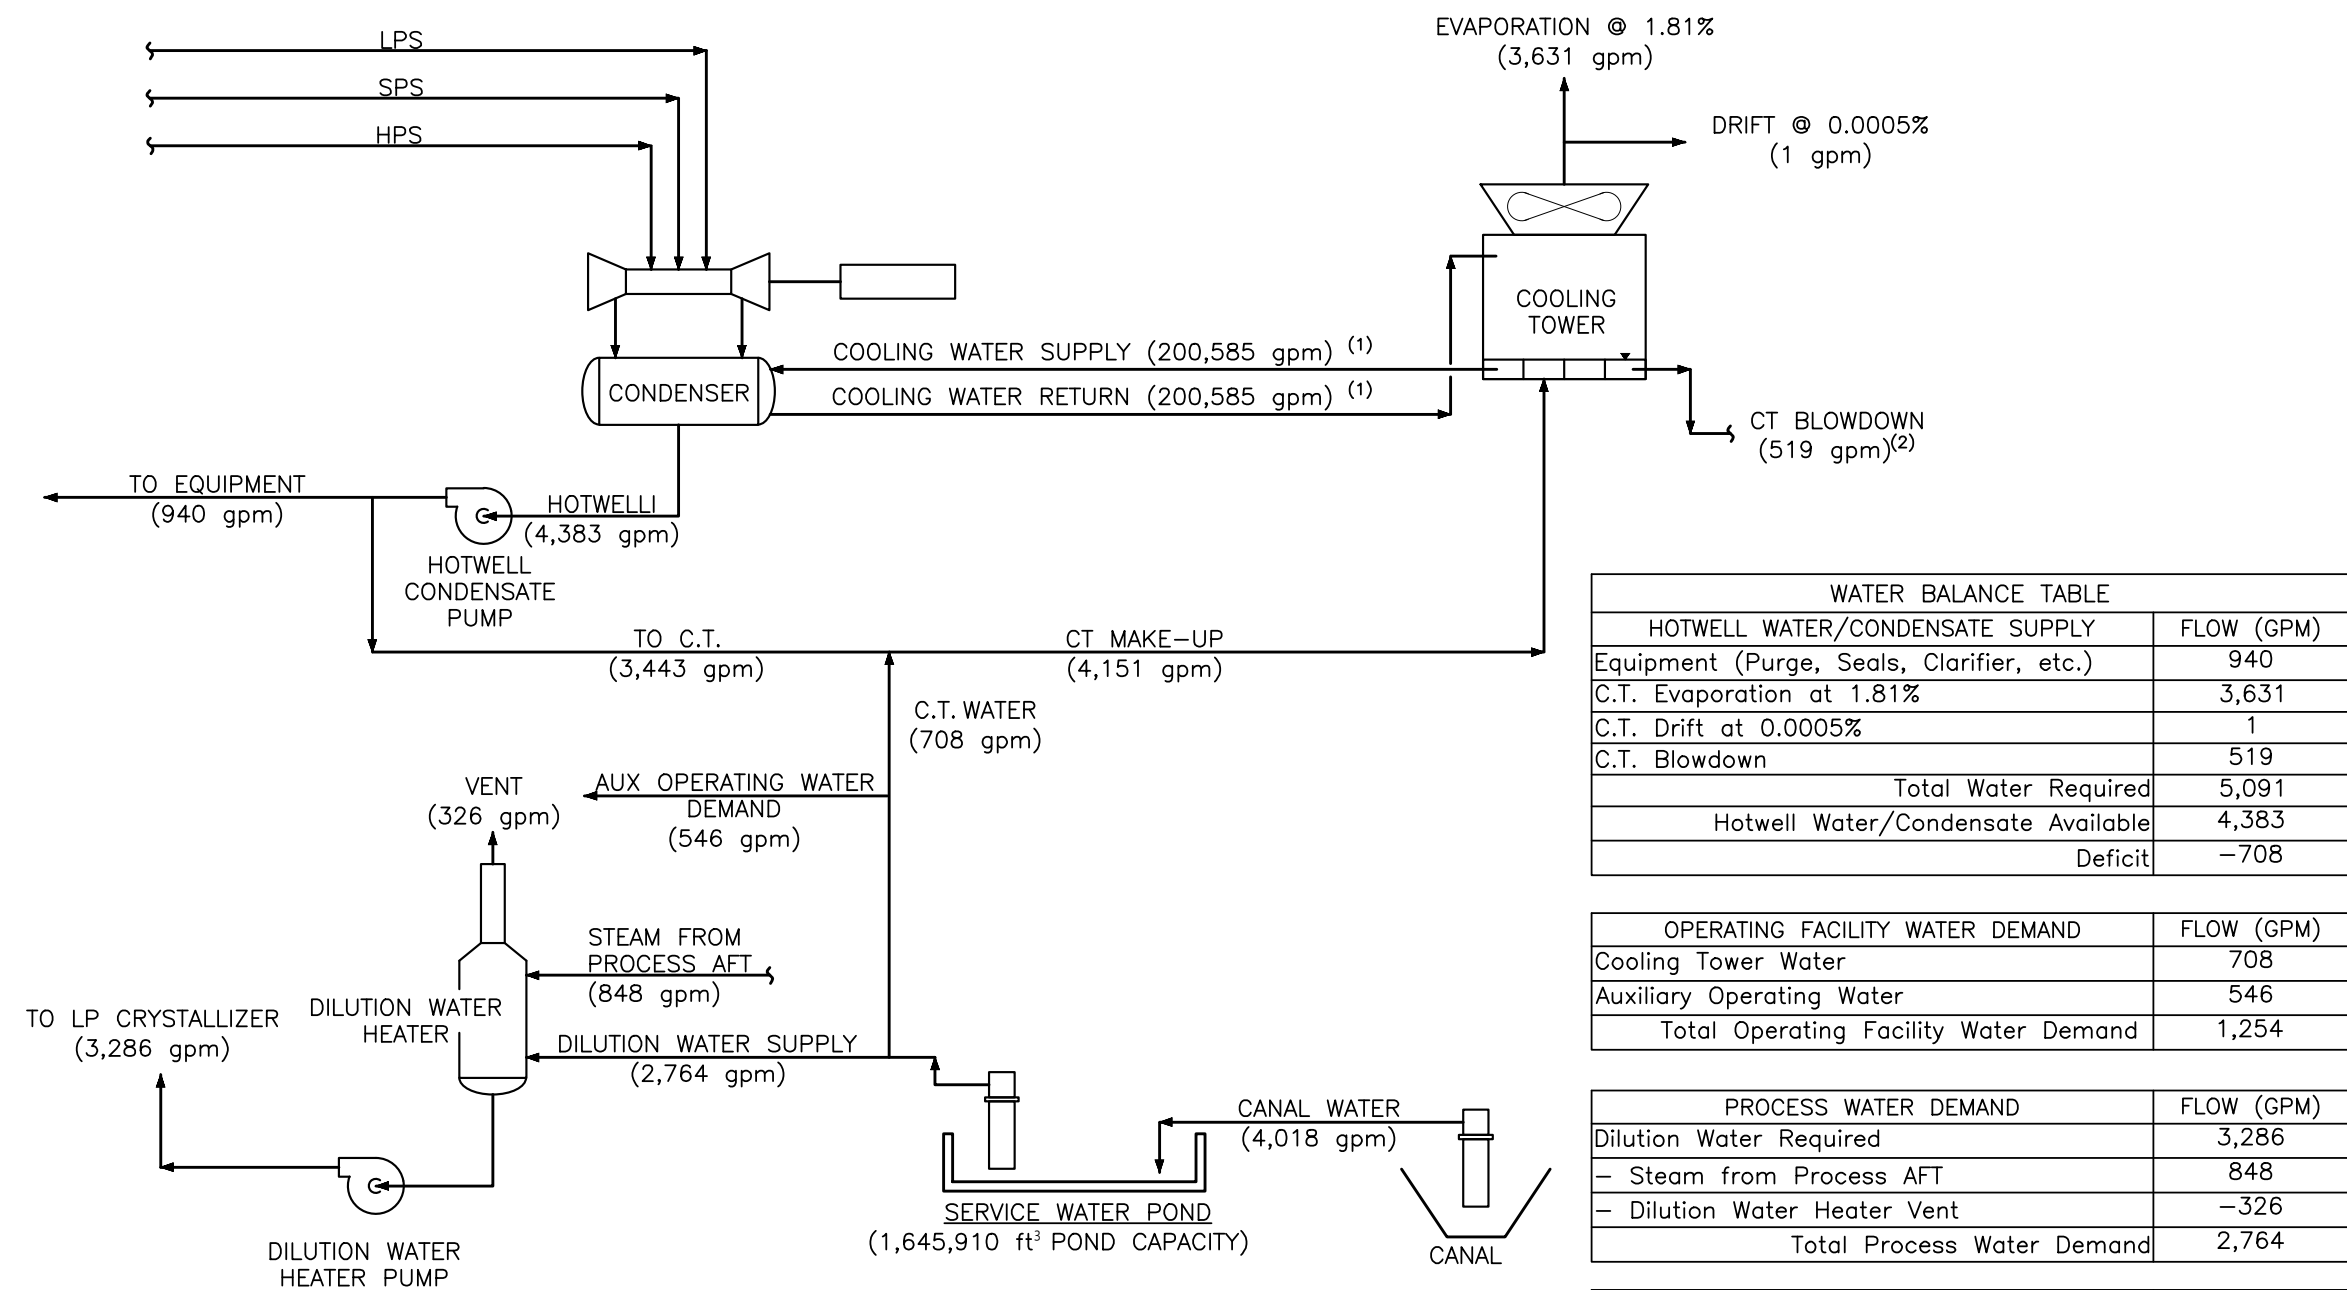 LPS
SPS
HPS
EVAPORATION @ 1.81%
(3,631 gpm)
DRIFT @ 0.0005%
(1 gpm)
COOLING
TOWER
COOLING WATER SUPPLY (200,585 gpm) (1)
CONDENSER
COOLING WATER RETURN (200,585 gpm) (1)
CT BLOWDOWN
(519 gpm)(2)
TO EQUIPMENT
(940 gpm)
HOTWELLI
(4,383 gpm)
HOTWELL
CONDENSATE
PUMP
TO C.T.
(3,443 gpm)
CT MAKE-UP
(4,151 gpm)
C.T. WATER
(708 gpm)
AUX OPERATING WATER
DEMAND
(546 gpm)
VENT
(326 gpm)
STEAM FROM
PROCESS AFT
(848 gpm)
DILUTION WATER
HEATER
TO LP CRYSTALLIZER
(3,286 gpm)
DILUTION WATER SUPPLY
(2,764 gpm)
CANAL WATER
(4,018 gpm)
SERVICE WATER POND
(1,645,910 ft³ POND CAPACITY)
CANAL
DILUTION WATER
HEATER PUMP
WATER BALANCE TABLE
HOTWELL WATER/CONDENSATE SUPPLY FLOW (GPM)
Equipment (Purge, Seals, Clarifier, etc.) 940
C.T. Evaporation at 1.81% 3,631
C.T. Drift at 0.0005% 1
C.T. Blowdown 519
Total Water Required 5,091
Hotwell Water/Condensate Available 4,383
Deficit -708
OPERATING FACILITY WATER DEMAND FLOW (GPM)
Cooling Tower Water 708
Auxiliary Operating Water 546
Total Operating Facility Water Demand 1,254
PROCESS WATER DEMAND FLOW (GPM)
Dilution Water Required 3,286
- Steam from Process AFT 848
- Dilution Water Heater Vent -326
Total Process Water Demand 2,764